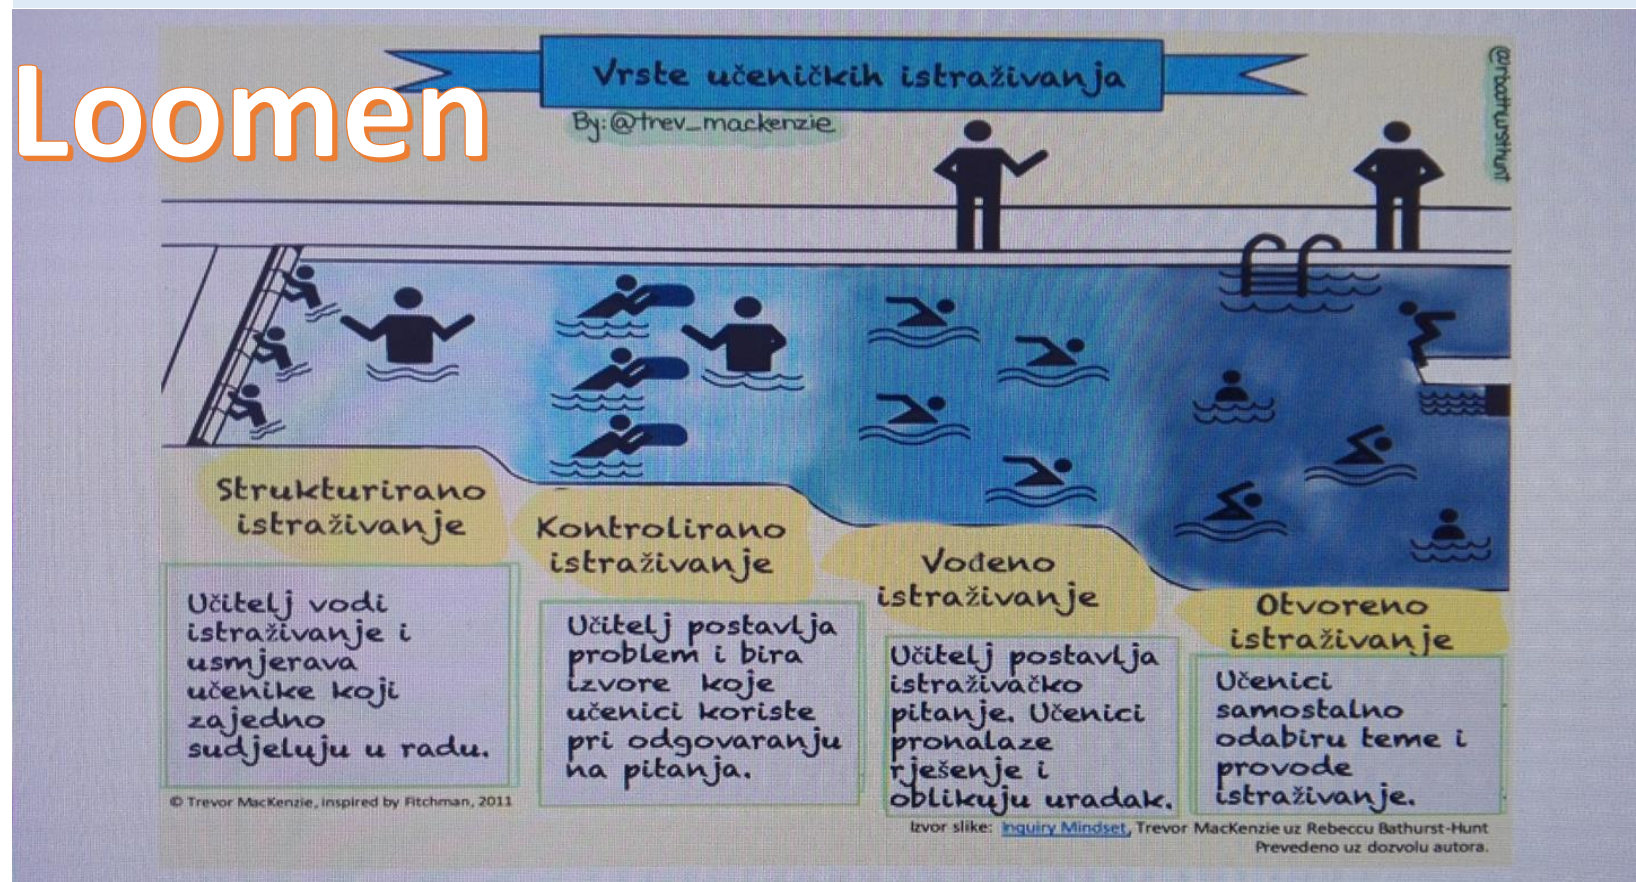 Loomen
Vrste učeničkih istraživanja
By:@trev_mackenzie
@rbathursthunt
Strukturirano
istraživanje
Učitelj vodi
istraživanje i
usmjerava
učenike koji
zajedno
sudjeluju u radu.
Kontrolirano
istraživanje
Učitelj postavlja
problem i bira
izvore koje
učenici koriste
pri odgovaranju
na pitanja.
Vođeno
istraživanje
Učitelj postavlja
istraživačko
pitanje. Učenici
pronalaze
rješenje i
oblikuju uradak.
Otvoreno
istraživanje
Učenici
samostalno
odabiru teme i
provode
istraživanje.
© Trevor MacKenzie, inspired by Fitchman, 2011
Izvor slike: Inquiry Mindset, Trevor MacKenzie uz Rebeccu Bathurst-Hunt
Prevedeno uz dozvolu autora.